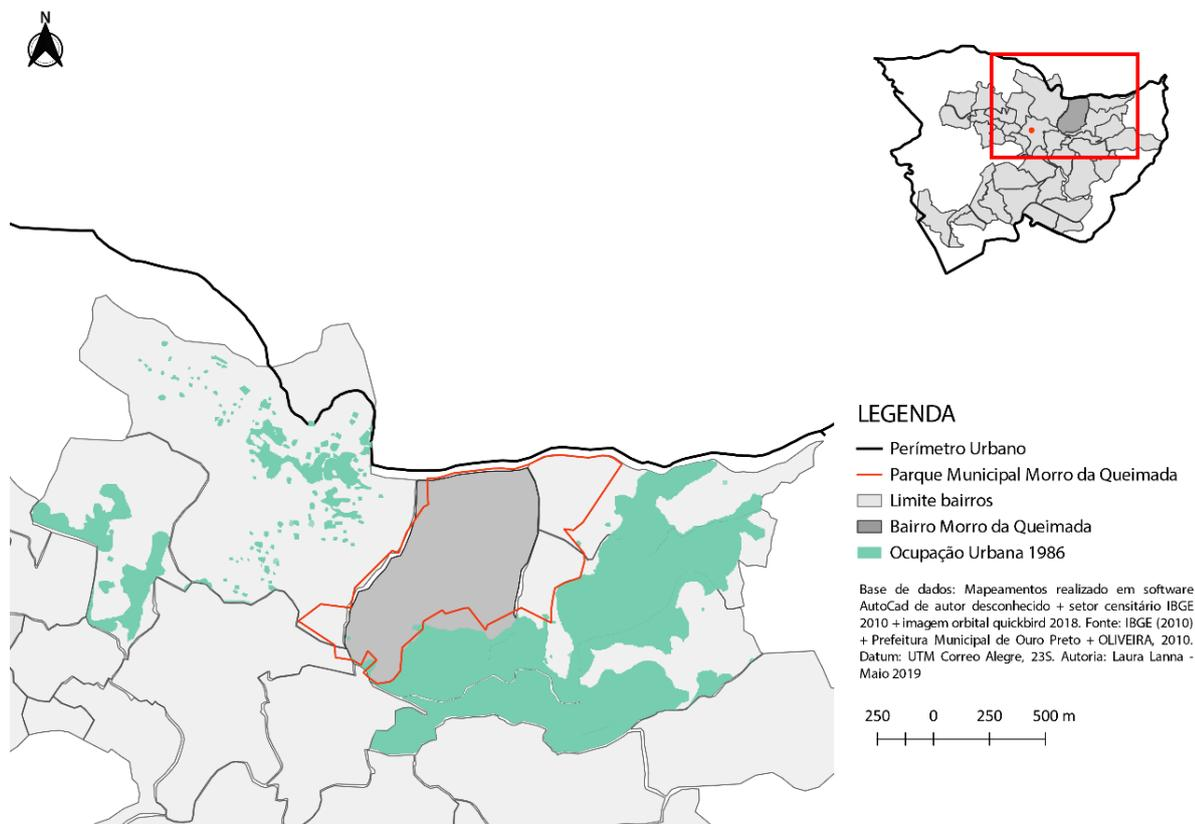 N
LEGENDA
Perímetro Urbano
Parque Municipal Morro da Queimada
Limite bairros
Bairro Morro da Queimada
Ocupação Urbana 1986
Base de dados: Mapeamentos realizado em software
AutoCad de autor desconhecido + setor censitário IBGE
2010 + imagem orbital quickbird 2018. Fonte: IBGE (2010)
+ Prefeitura Municipal de Ouro Preto + OLIVEIRA, 2010.
Datum: UTM Correo Alegre, 23S. Autoria: Laura Lanna -
Maio 2019
250 0 250 500 m